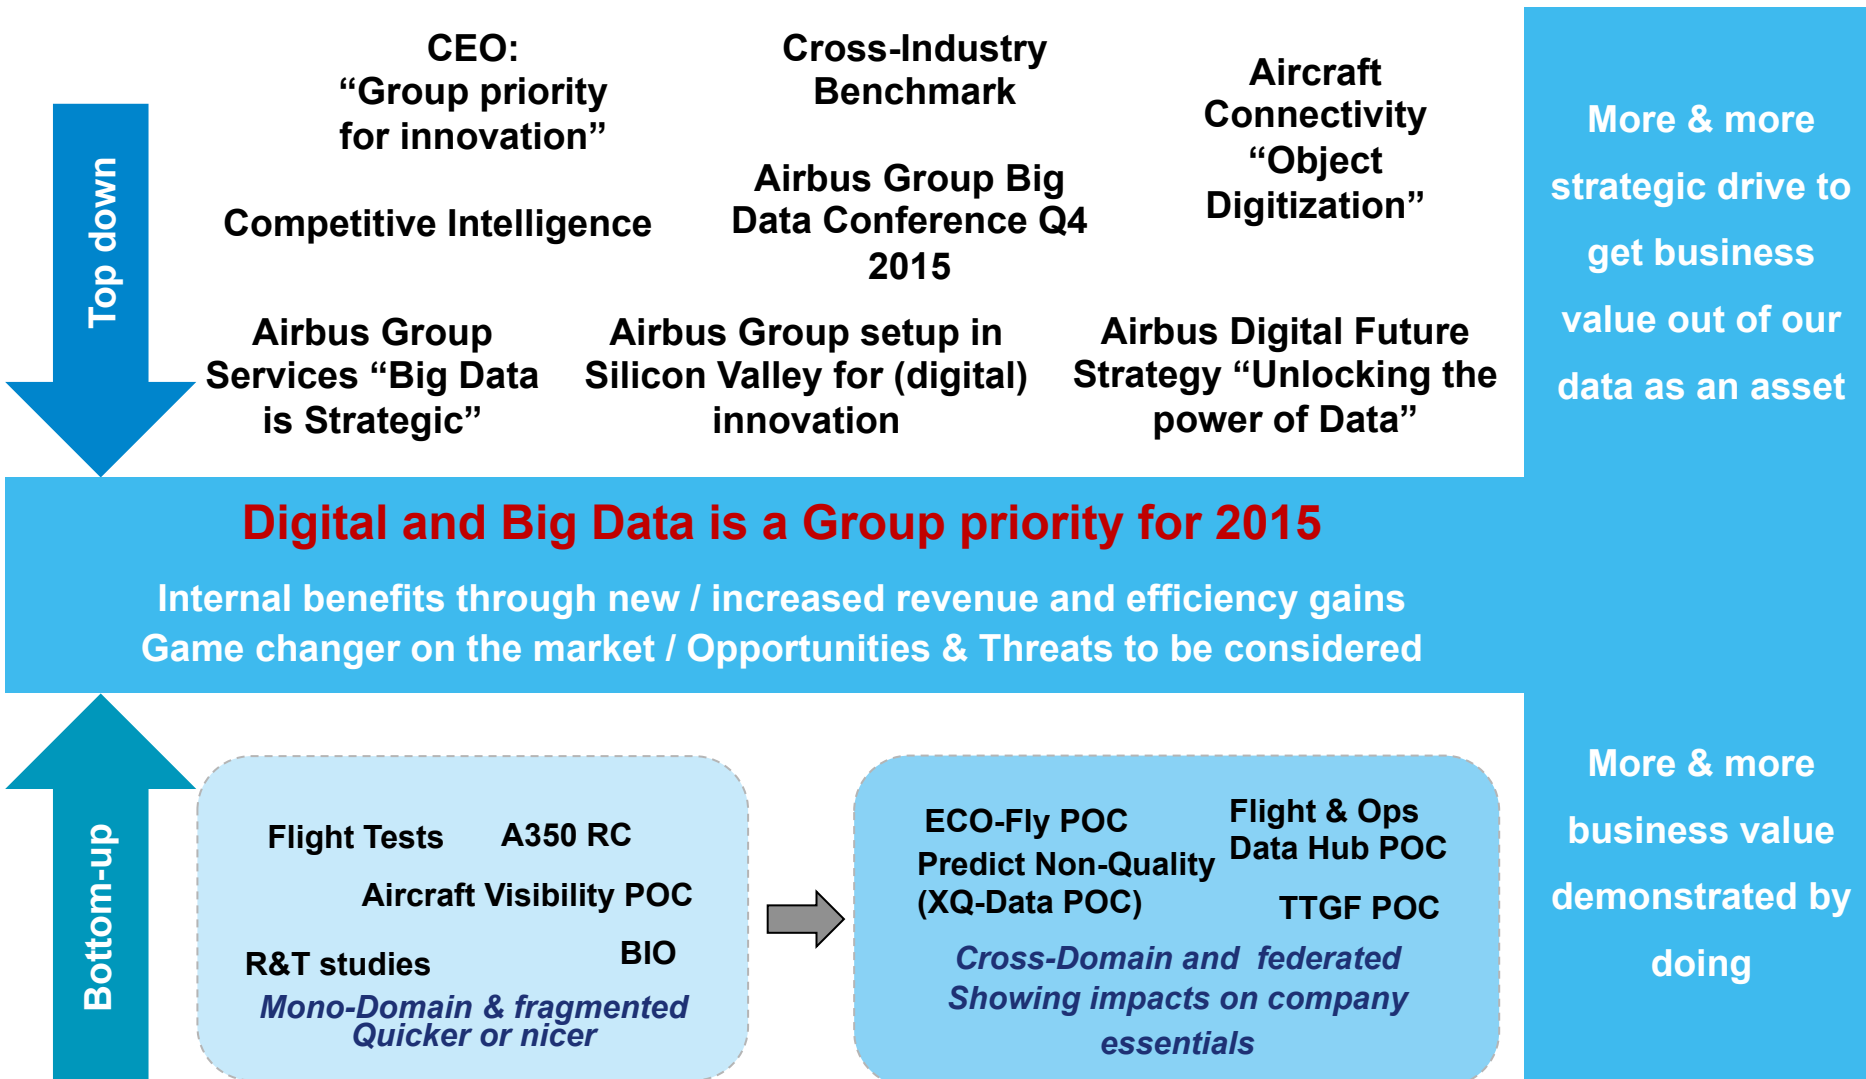 Top down
CEO:
“Group priority
for innovation”
Cross-Industry
Benchmark
Aircraft
Connectivity
“Object
Digitization”
Competitive Intelligence
Airbus Group Big
Data Conference Q4
2015
Airbus Group
Services “Big Data
is Strategic”
Airbus Group setup in
Silicon Valley for (digital)
innovation
Airbus Digital Future
Strategy “Unlocking the
power of Data”
More & more
strategic drive to
get business
value out of our
data as an asset
Digital and Big Data is a Group priority for 2015
Internal benefits through new / increased revenue and efficiency gains
Game changer on the market / Opportunities & Threats to be considered
Bottom-up
Flight Tests
A350 RC
Aircraft Visibility POC
R&T studies
BIO
Mono-Domain & fragmented
Quicker or nicer
ECO-Fly POC
Predict Non-Quality
(XQ-Data POC)
Flight & Ops
Data Hub POC
TTGF POC
Cross-Domain and federated
Showing impacts on company
essentials
More & more
business value
demonstrated by
doing